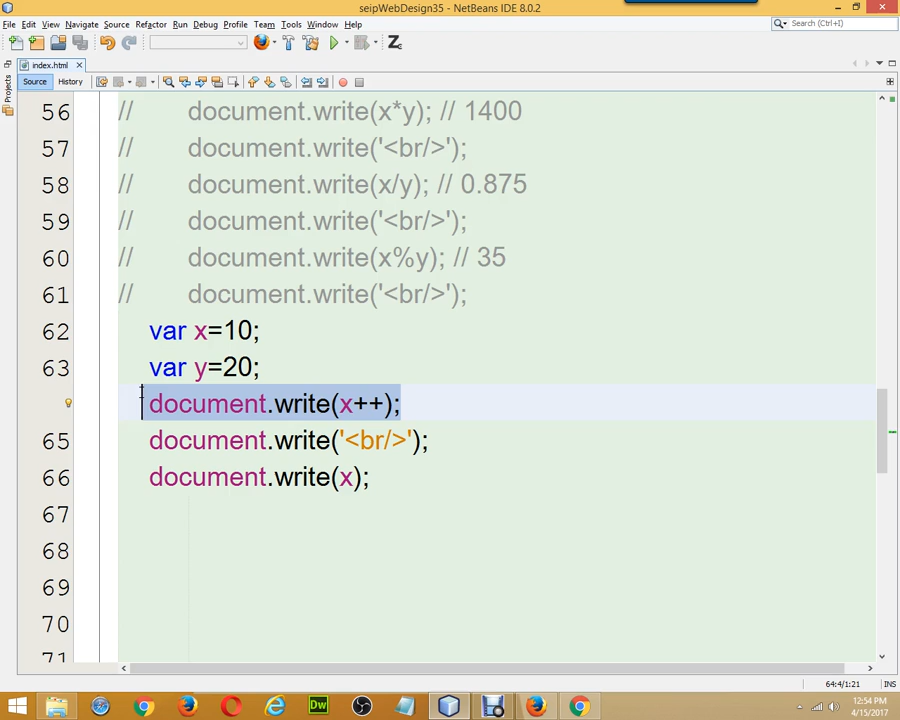 seipWebDesign35 - NetBeans IDE 8.0.2
File Edit View Navigate Source Refactor Run Debug Profile Team Tools Window Help
Search (Ctrl+I)
index.html
Projects
Source History
56 // document.write(x*y); // 1400
57 // document.write('<br/>');
58 // document.write(x/y); // 0.875
59 // document.write('<br/>');
60 // document.write(x%y); // 35
61 // document.write('<br/>');
62 var x=10;
63 var y=20;
document.write(x++);
65 document.write('<br/>');
66 document.write(x);
67
68
69
70
71
64:4/1:21 INS
Dw
12:54 PM
4/15/2017